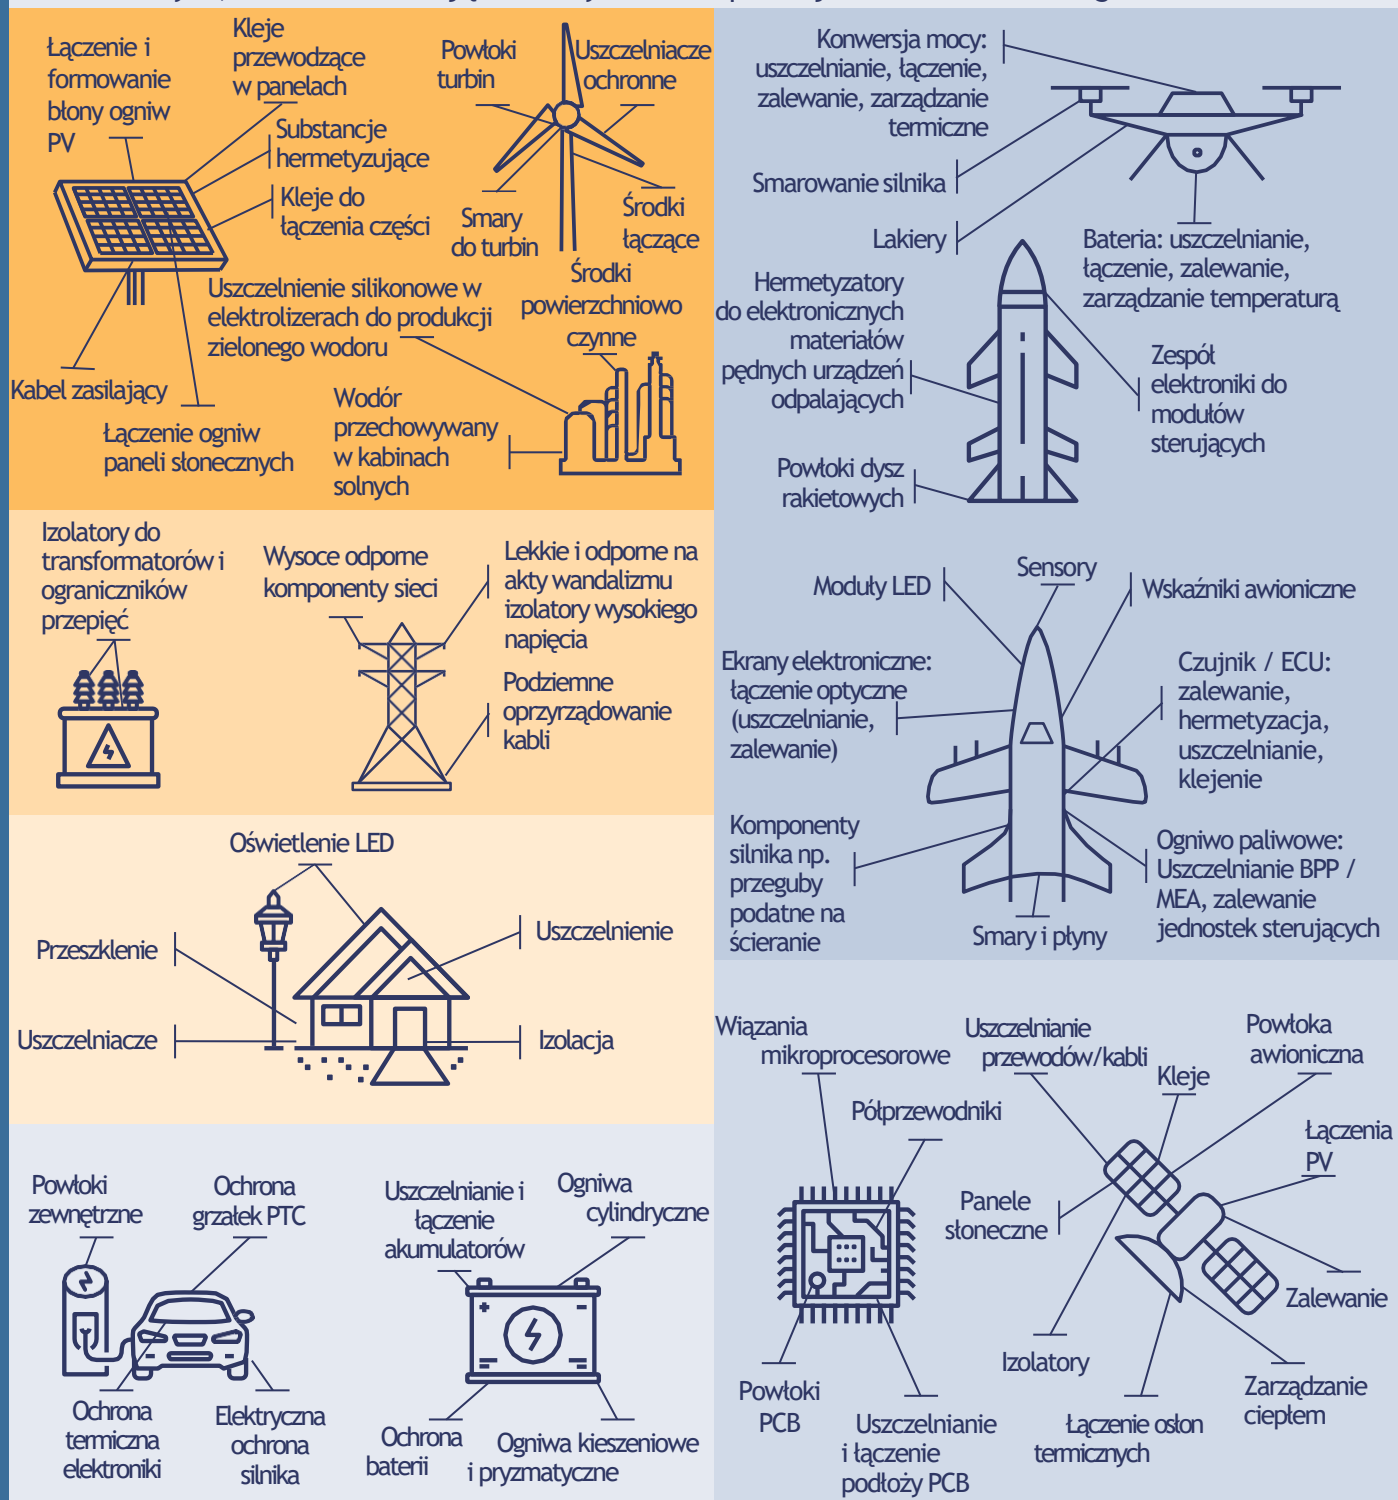 Łączenie i
formowanie
błony ogniw
PV
Kleje
przewodzące
w panelach
Substancje
hermetyzujące
Kleje do
łączenia części
Kabel zasilający
Łączenie ogniw
paneli słonecznych
Powłoki
turbin
Uszczelniacze
ochronne
Smary
do turbin
Środki
łączące
Uszczelnienie silikonowe w
elektrolizerach do produkcji
zielonego wodoru
Środki
powierzchniowo
czynne
Wodór
przechowywany
w kabinach
solnych
Izolatory do
transformatorów i
ograniczników
przepięć
Wysoce odporne
komponenty sieci
Lekkie i odporne na
akty wandalizmu
izolatory wysokiego
napięcia
Podziemne
oprzyrządowanie
kabli
Oświetlenie LED
Przeszklenie
Uszczelnienie
Uszczelniacze
Izolacja
Powłoki
zewnętrzne
Ochrona
grzałek PTC
Ochrona
termiczna
elektroniki
Elektryczna
ochrona
silnika
Uszczelnianie i
łączenie
akumulatorów
Ogniwa
cylindryczne
Ochrona
baterii
Ogniwa kieszeniowe
i pryzmatyczne
Konwersja mocy:
uszczelnianie, łączenie,
zalewanie, zarządzanie
termiczne
Smarowanie silnika
Lakiery
Bateria: uszczelnianie,
łączenie, zalewanie,
zarządzanie temperaturą
Hermetyzatory
do elektronicznych
materiałów
pędnych urządzeń
odpalających
Zespół
elektroniki do
modułów
sterujących
Powłoki dysz
rakietowych
Moduły LED
Sensory
Wskaźniki awioniczne
Ekrany elektroniczne:
łączenie optyczne
(uszczelnianie,
zalewanie)
Czujnik / ECU:
zalewanie,
hermetyzacja,
uszczelnianie,
klejenie
Komponenty
silnika np.
przeguby
podatne na
ścieranie
Smary i płyny
Ogniwo paliwowe:
Uszczelnianie BPP /
MEA, zalewanie
jednostek sterujących
Wiązania
mikroprocesorowe
Półprzewodniki
Powłoki
PCB
Uszczelnianie
i łączenie
podłoży PCB
Uszczelnianie
przewodów/kabli
Kleje
Powłoka
awioniczna
Łączenia
PV
Panele
słoneczne
Zalewanie
Izolatory
Łączenie osłon
termicznych
Zarządzanie
ciepłem